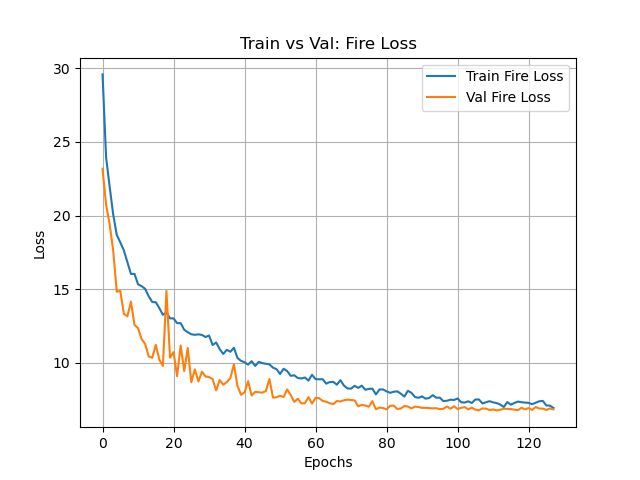 Train vs Val: Fire Loss
Train Fire Loss
Val Fire Loss
30
25
20
15
10
Loss
0 20 40 60 80 100 120
Epochs